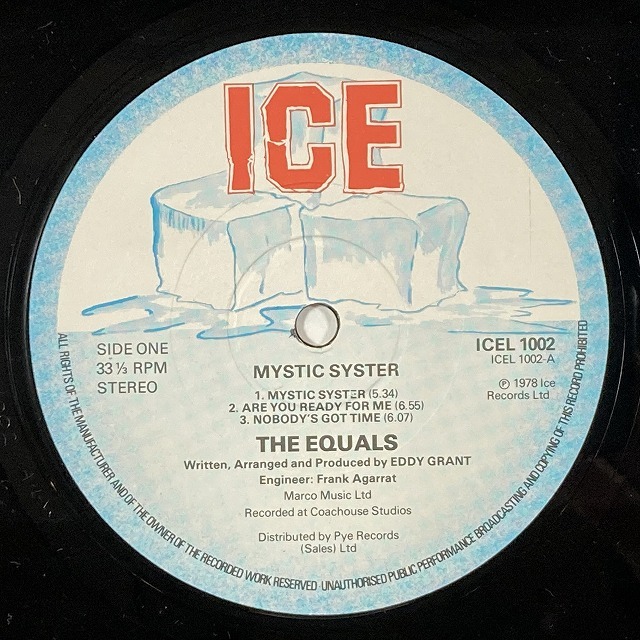 ICE
SIDE ONE
33 ⅓ RPM
STEREO
ICEL 1002
ICEL 1002-A
℗ 1978 Ice
Records Ltd
MYSTIC SYSTER
1. MYSTIC SYSTER (5.34)
2. ARE YOU READY FOR ME (6.55)
3. NOBODY'S GOT TIME (6.07)
THE EQUALS
Written, Arranged and Produced by EDDY GRANT
Engineer: Frank Agarrat
Marco Music Ltd
Recorded at Coachouse Studios
Distributed by Pye Records
(Sales) Ltd
ALL RIGHTS OF THE MANUFACTURER AND OF THE OWNER OF THE RECORDED WORK RESERVED · UNAUTHORISED PUBLIC PERFORMANCE BROADCASTING AND COPYING OF THIS RECORD PROHIBITED